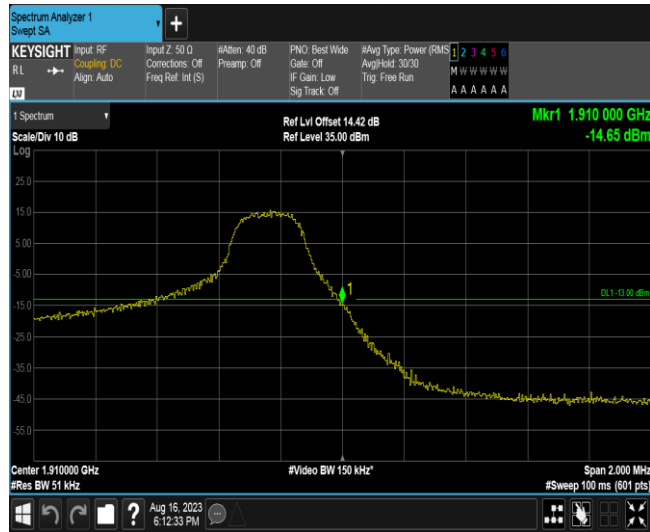 Spectrum Analyzer 1
Swept SA
+
KEYSIGHT Input: RF Input Z: 50 Ω #Atten: 40 dB PNO: Best Wide #Avg Type: Power (RMS 1 2 3 4 5 6
RL Coupling: DC Corrections: Off Preamp: Off Gate: Off Avg|Hold: 30/30 M W W W W W
Align: Auto Freq Ref: Int (S) IF Gain: Low Trig: Free Run
LXI Sig Track: Off A A A A A A
1 Spectrum
Ref Lvl Offset 14.42 dB Mkr1 1.910 000 GHz
Scale/Div 10 dB Ref Level 35.00 dBm -14.65 dBm
Log
25.0
15.0
5.00
-5.00
1
DL1 -13.00 dBm
-15.0
-25.0
-35.0
-45.0
-55.0
Center 1.910000 GHz #Video BW 150 kHz* Span 2.000 MHz
#Res BW 51 kHz #Sweep 100 ms (601 pts)
? Aug 16, 2023
6:12:33 PM